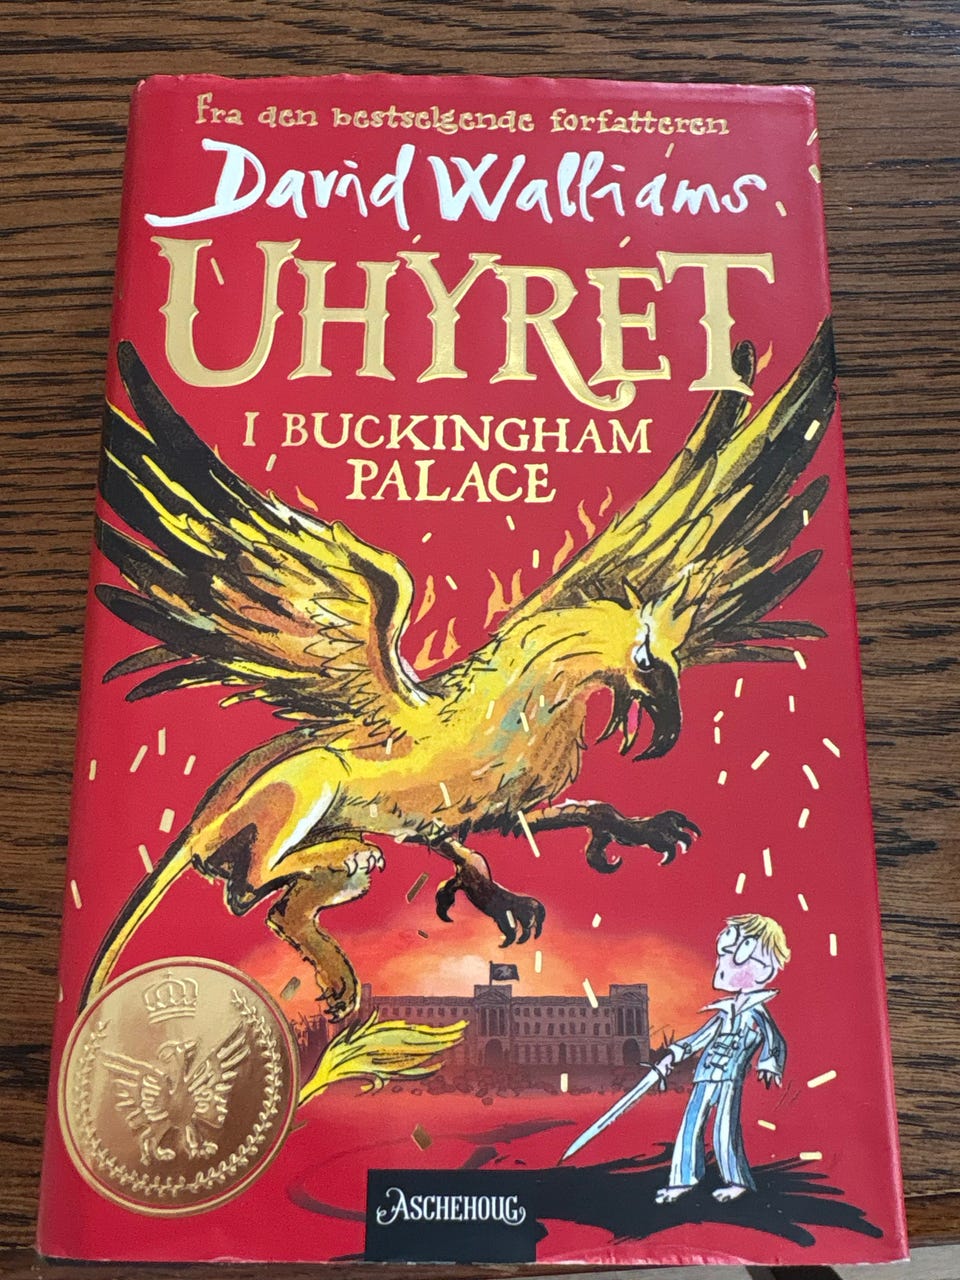 Fra den bestselgende forfatteren
David Walliams
UHYRET
I BUCKINGHAM
PALACE
ASCHEHOUG